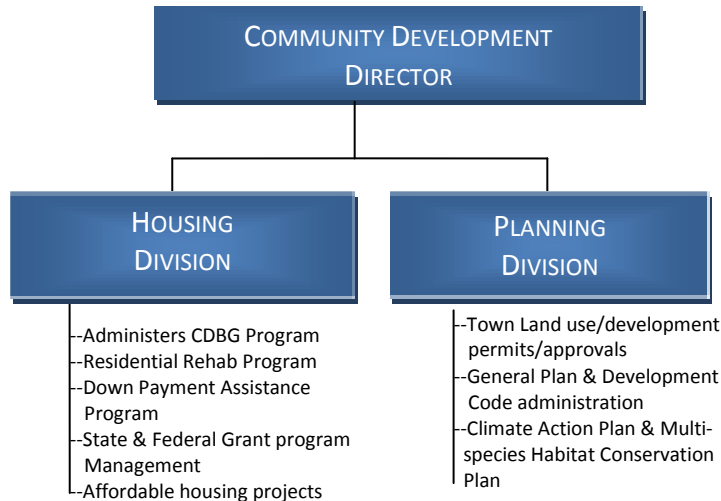 COMMUNITY DEVELOPMENT
DIRECTOR
HOUSING
DIVISION
--Administers CDBG Program
--Residential Rehab Program
--Down Payment Assistance
Program
--State & Federal Grant program
Management
--Affordable housing projects
PLANNING
DIVISION
--Town Land use/development
permits/approvals
--General Plan & Development
Code administration
--Climate Action Plan & Multi-
species Habitat Conservation
Plan